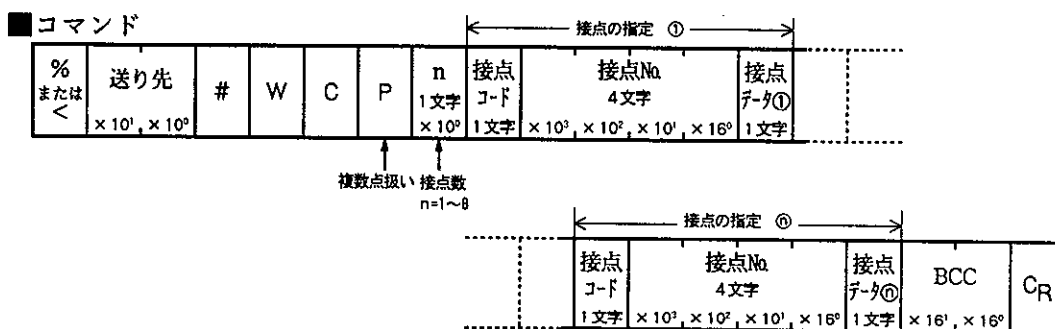 ■コマンド
接点の指定 ①
% または <
送り先
×10¹, ×10⁰
#
W
C
P
n
1文字
×10⁰
接点
コード
1文字
接点No.
4文字
×10³, ×10², ×10¹, ×16⁰
接点
データ①
1文字
複数点扱い
接点数
n=1～8
接点の指定 ⓝ
接点
コード
1文字
接点No.
4文字
×10³, ×10², ×10¹, ×16⁰
接点
データⓝ
1文字
BCC
×16¹, ×16⁰
CR